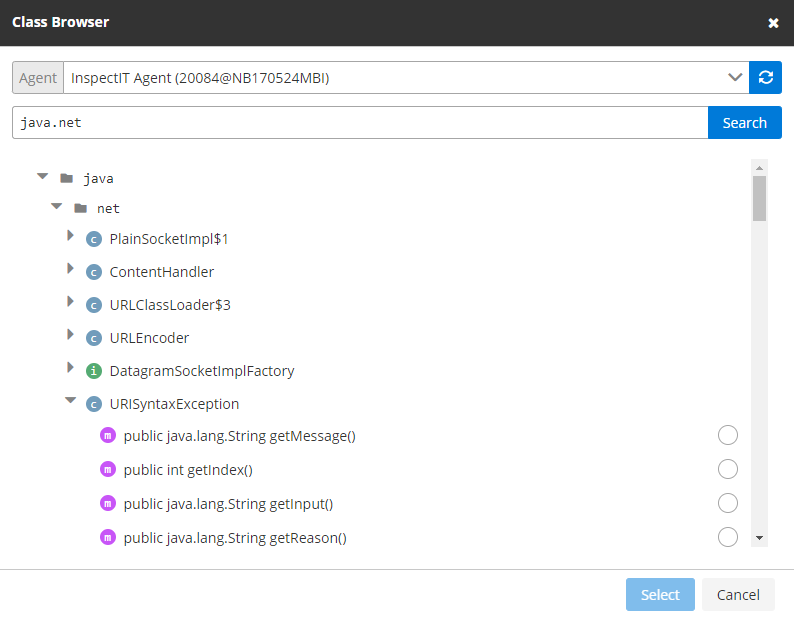 Class Browser
Agent InspectIT Agent (20084@NB170524MBI)
java.net Search
java
net
c PlainSocketImpl$1
c ContentHandler
c URLClassLoader$3
c URLEncoder
i DatagramSocketImplFactory
c URISyntaxException
m public java.lang.String getMessage()
m public int getIndex()
m public java.lang.String getInput()
m public java.lang.String getReason()
Select Cancel